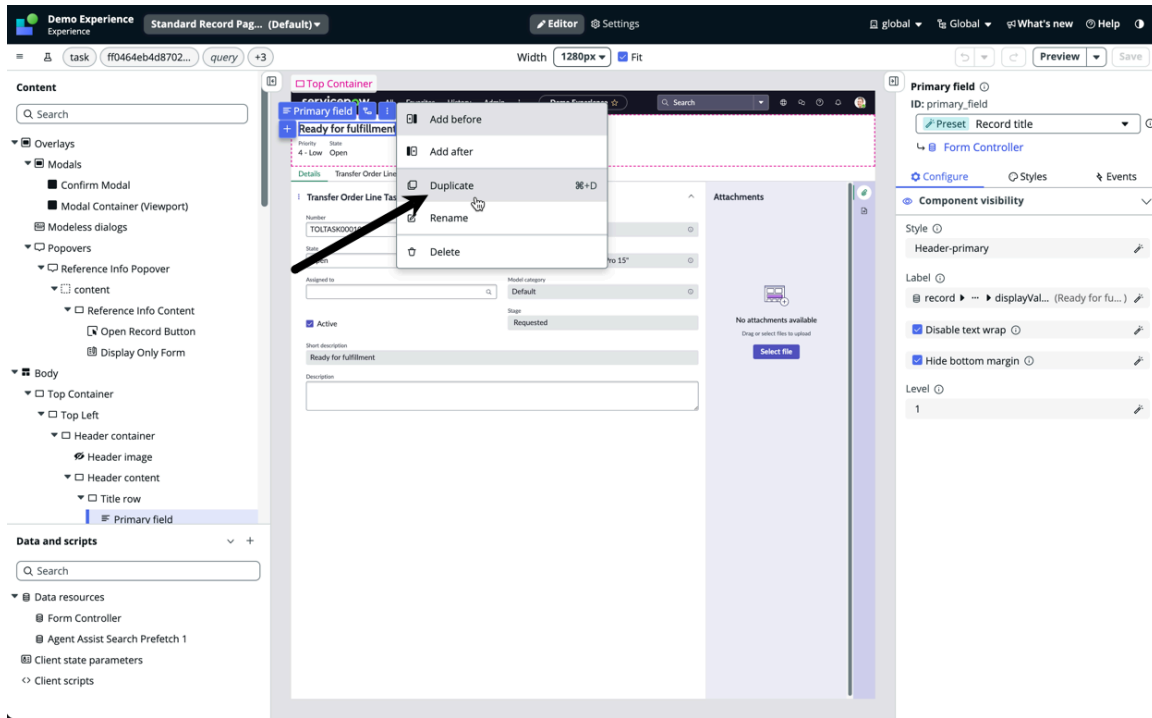 Demo Experience
Experience
Standard Record Pag... (Default)
Editor
Settings
global
Global
What's new
Help
task
ff0464eb4d8702...
query
+3
Width
1280px
Fit
Preview
Save
Content
Search
Overlays
Modals
Confirm Modal
Modal Container (Viewport)
Modeless dialogs
Popovers
Reference Info Popover
content
Reference Info Content
Open Record Button
Display Only Form
Body
Top Container
Top Left
Header container
Header image
Header content
Title row
Primary field
Data and scripts
Search
Data resources
Form Controller
Agent Assist Search Prefetch 1
Client state parameters
Client scripts
Top Container
Search
Primary field
Ready for fulfillment
Priority
State
4 - Low
Open
Details
Transfer Order Line
Transfer Order Line Tas
Number
State
Pro 15"
Assigned to
Model category
Default
Stage
Requested
Active
Short description
Ready for fulfillment
Description
Add before
Add after
Duplicate
⌘+D
Rename
Delete
Attachments
No attachments available
Drag or select files to upload
Select file
Primary field
ID: primary_field
Preset
Record title
Form Controller
Configure
Styles
Events
Component visibility
Style
Header-primary
Label
record
···
displayVal...
(Ready for fu... )
Disable text wrap
Hide bottom margin
Level
1